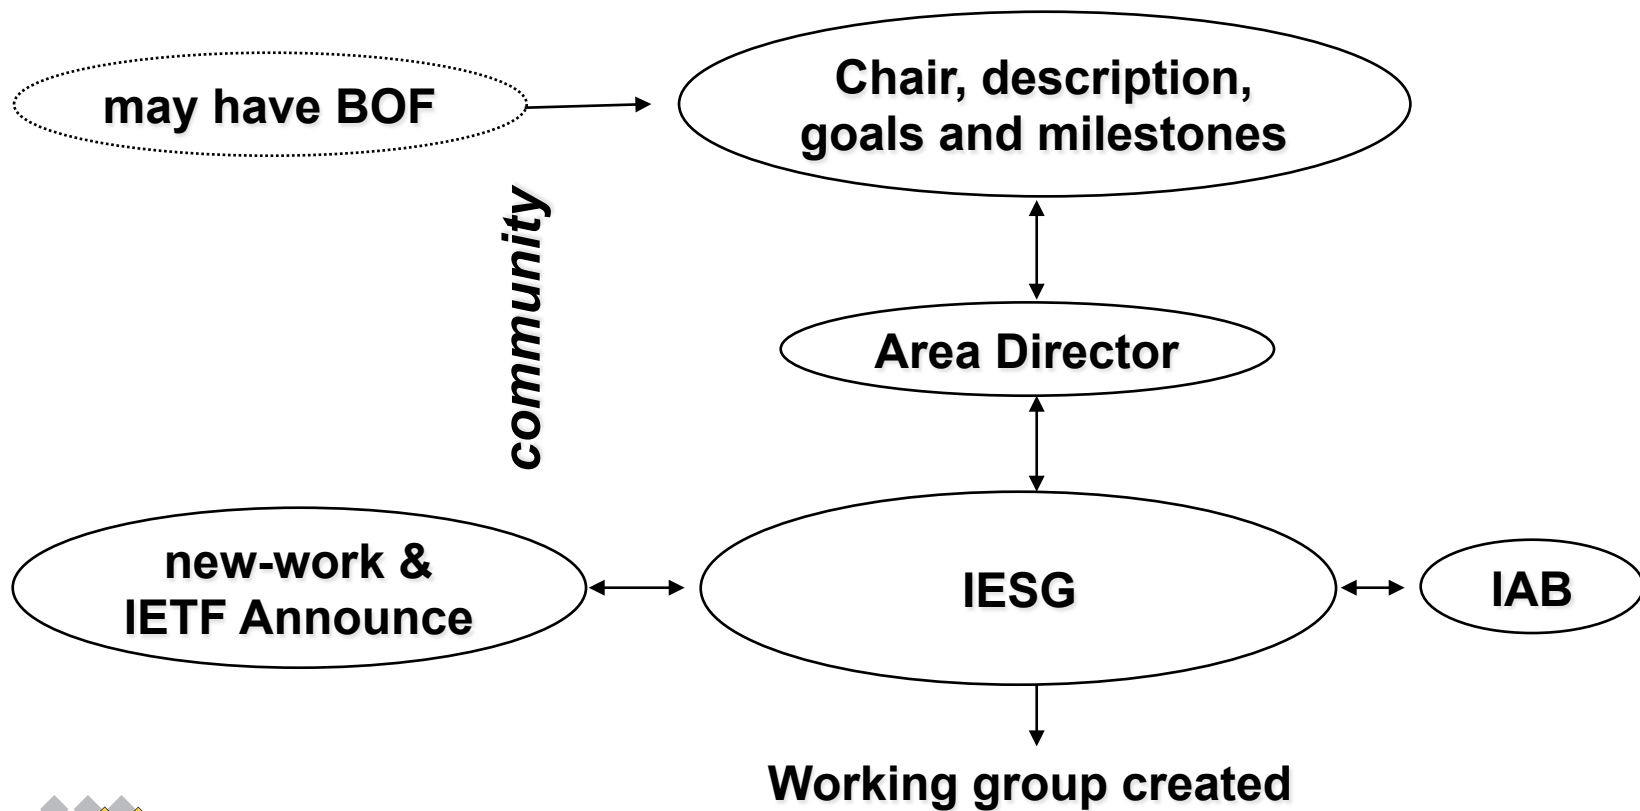 may have BOF
Chair, description,
goals and milestones
community
Area Director
new-work &
IETF Announce
IESG
IAB
Working group created